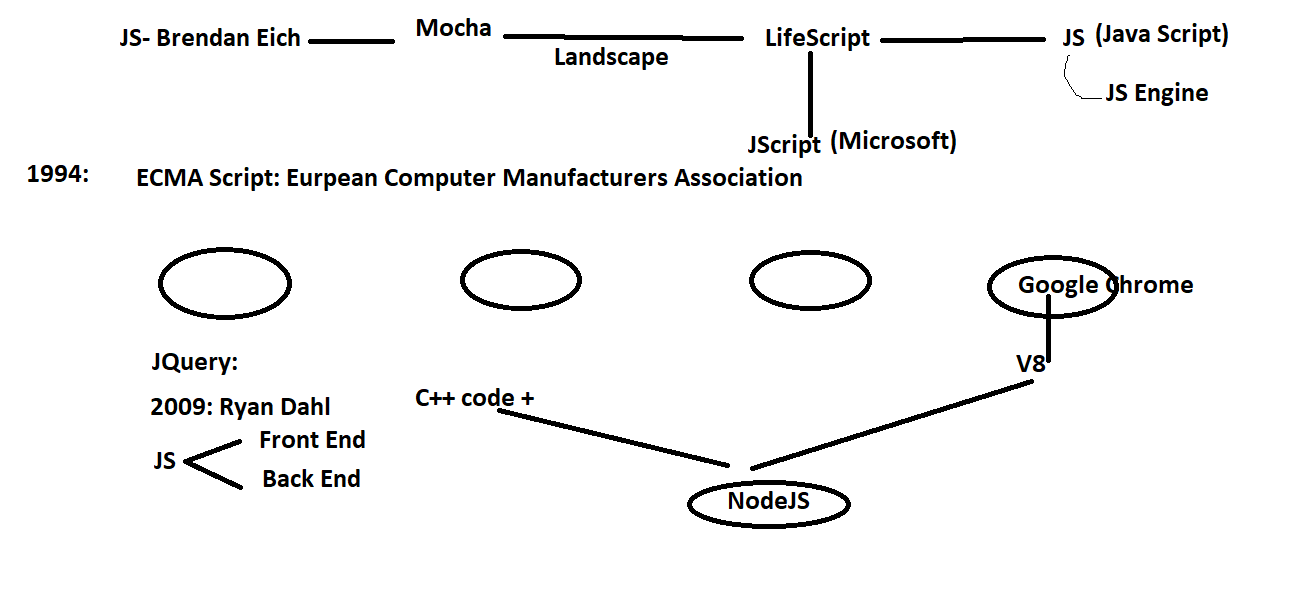 JS- Brendan Eich
Mocha
Landscape
LifeScript
JS (Java Script)
JS Engine
JScript (Microsoft)
1994:
ECMA Script: Eurpean Computer Manufacturers Association
Google Chrome
V8
JQuery:
2009: Ryan Dahl
C++ code +
JS
Front End
Back End
NodeJS